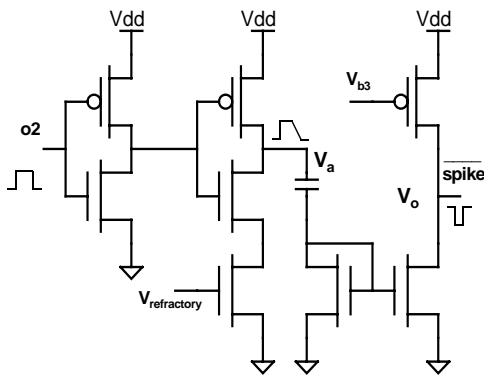 Vdd
Vdd
Vdd
V_b3
o2
V_a
spike
V_o
V_refractory